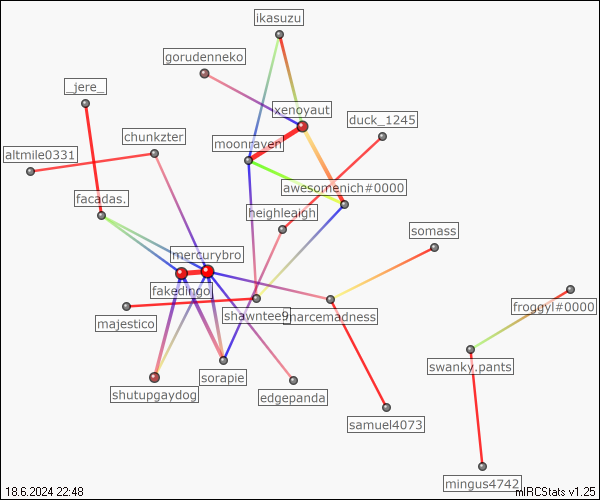 ikasuzu
gorudenneko
_jere_
xenoyaut
duck_1245
chunkzter
moonraven
altmile0331
awesomenich#0000
facadas.
heighleaigh
somass
mercurybro
fakedingo
froggyl#0000
majestico
shawntee9
narcemadness
swanky.pants
sorapie
shutupgaydog
edgepanda
samuel4073
mingus4742
18.6.2024 22:48
mIRCStats v1.25